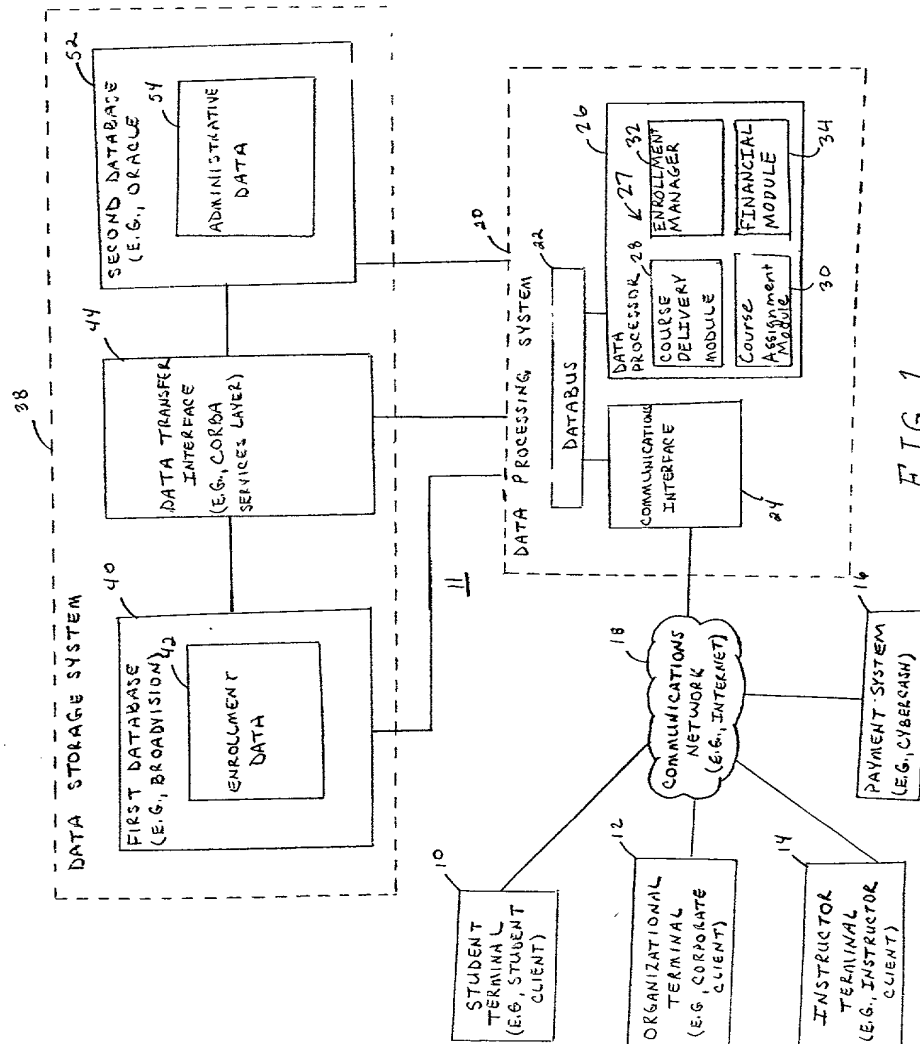 38
DATA STORAGE SYSTEM
40
FIRST DATABASE
(E.G., BROADVISION)
42
ENROLLMENT
DATA
44
DATA TRANSFER
INTERFACE
(E.G., CORBA
SERVICES LAYER)
52
SECOND DATABASE
(E.G., ORACLE
54
ADMINISTRATIVE
DATA
11
20
DATA PROCESSING SYSTEM
22
DATABUS
COMMUNICATIONS
INTERFACE
24
26
DATA
PROCESSOR
27
28
COURSE
DELIVERY
MODULE
32
ENROLLMENT
MANAGER
Course
Assignment
Module
30
FINANCIAL
MODULE
34
18
COMMUNICATIONS
NETWORK
(E.G., INTERNET)
10
STUDENT
TERMINAL
(E.G., STUDENT
CLIENT)
12
ORGANIZATIONAL
TERMINAL
(E.G., CORPORATE
CLIENT)
14
INSTRUCTOR
TERMINAL
(E.G., INSTRUCTOR
CLIENT)
16
PAYMENT SYSTEM
(E.G., CYBERCASH)
FIG. 1